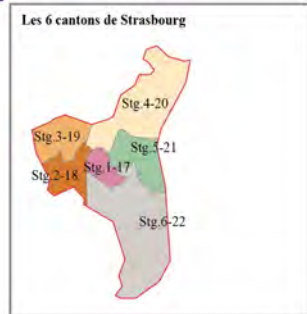 Les 6 cantons de Strasbourg
Stg.4-20
Stg.3-19
Stg.5-21
Stg.2-18
Stg.1-17
Stg.6-22